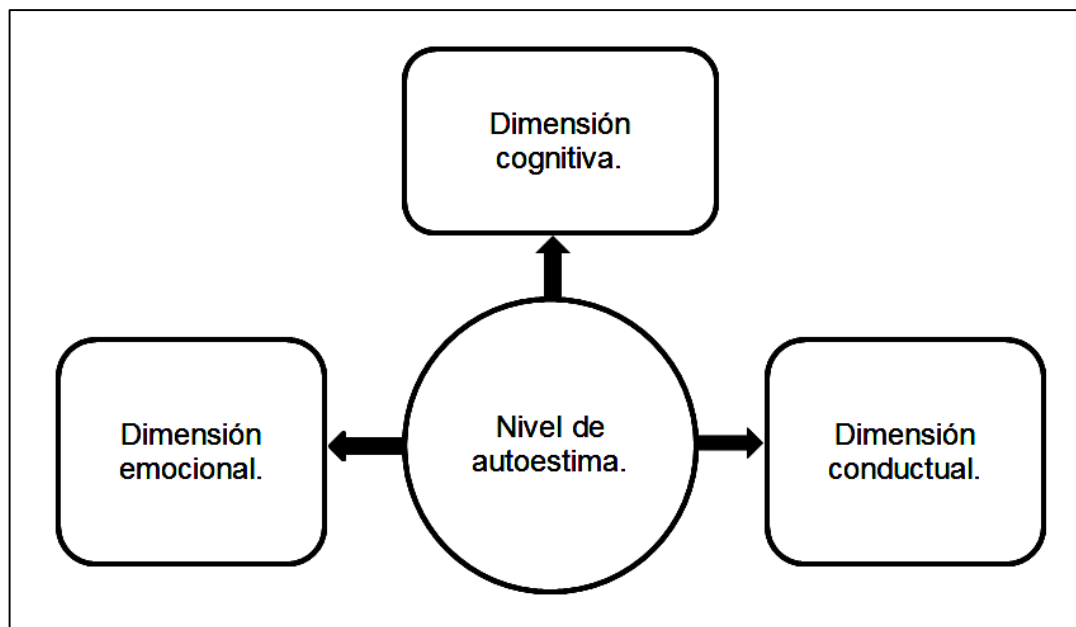 Dimensión
cognitiva.
Dimensión
emocional.
Nivel de
autoestima.
Dimensión
conductual.